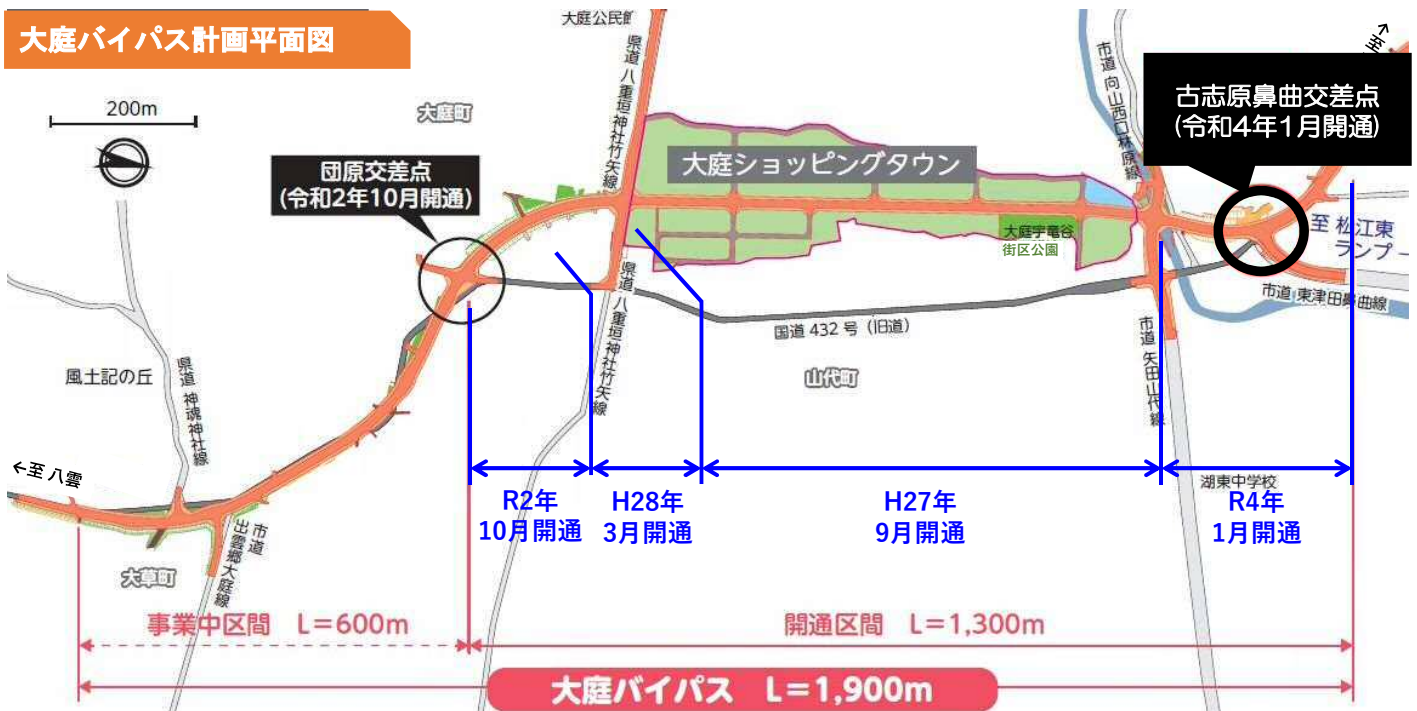 大庭バイパス計画平面図
大庭公民館
200m
大庭町
県道 八重垣神社竹矢線
市道 向山西口林原線
↑至
古志原鼻曲交差点
(令和4年1月開通)
団原交差点
(令和2年10月開通)
大庭ショッピングタウン
大庭宇竜谷
街区公園
至 松江東
ランプー
市道 東津田鼻曲線
県道 八重垣神社竹矢線
国道 432 号（旧道）
市道 矢田山代線
山代町
風土記の丘
県道 神魂神社線
←至 八雲
湖東中学校
R2年
10月開通
H28年
3月開通
H27年
9月開通
R4年
1月開通
市道
出雲郷大庭線
大草町
事業中区間 L=600m
開通区間 L=1,300m
大庭バイパス L=1,900m